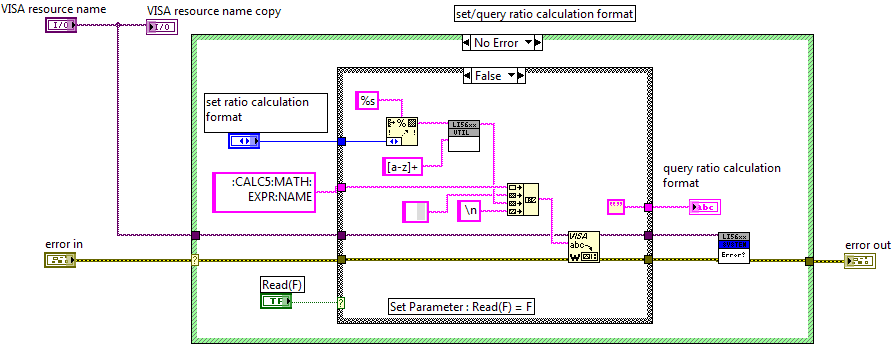 VISA resource name
I/O
VISA resource name copy
I/O
set/query ratio calculation format
No Error
False
%s
set ratio calculation
format
LI56xx
UTIL
[a-z]+
:CALC5:MATH:
EXPR:NAME
\n
query ratio calculation
format
""
abc
VISA
abc
W
LI56xx
Error?
error in
error out
?
Read(F)
TF
?
Set Parameter : Read(F) = F